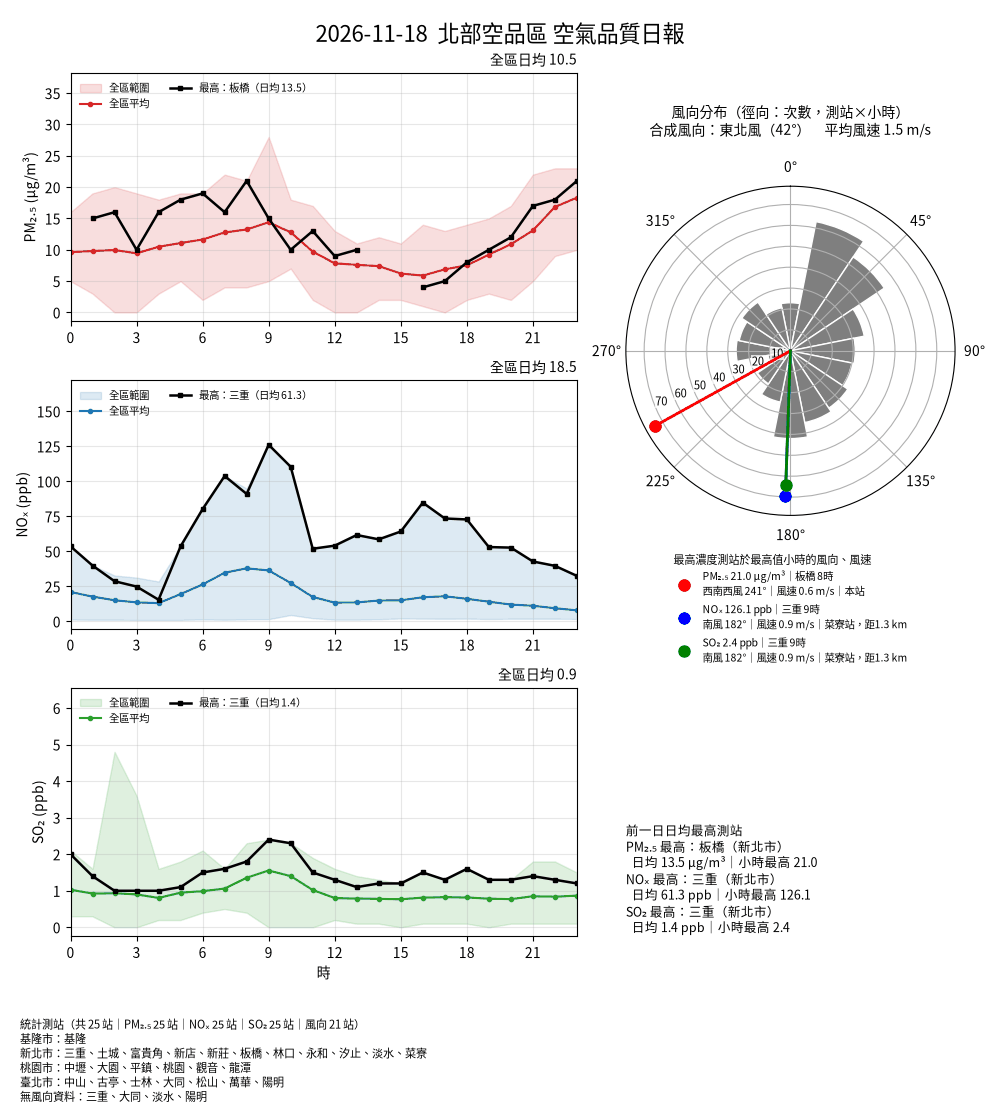 2026-11-18 北部空品區 空氣品質日報
全區日均 10.5
PM₂.₅ (μg/m³)
35
30
25
20
15
10
5
0
全區範圍
全區平均
最高：板橋（日均 13.5）
0 3 6 9 12 15 18 21
全區日均 18.5
NOₓ (ppb)
150
125
100
75
50
25
0
全區範圍
全區平均
最高：三重（日均 61.3）
0 3 6 9 12 15 18 21
全區日均 0.9
SO₂ (ppb)
6
5
4
3
2
1
0
全區範圍
全區平均
最高：三重（日均 1.4）
0 3 6 9 12 15 18 21
時
風向分布（徑向：次數，測站×小時）
合成風向：東北風（42°） 平均風速 1.5 m/s
0°
315°
45°
270°
90°
225°
135°
180°
10
20
30
40
50
60
70
最高濃度測站於最高值小時的風向、風速
PM₂.₅ 21.0 μg/m³｜板橋 8時
西南西風 241°｜風速 0.6 m/s｜本站
NOₓ 126.1 ppb｜三重 9時
南風 182°｜風速 0.9 m/s｜菜寮站，距1.3 km
SO₂ 2.4 ppb｜三重 9時
南風 182°｜風速 0.9 m/s｜菜寮站，距1.3 km
前一日日均最高測站
PM₂.₅ 最高：板橋（新北市）
日均 13.5 μg/m³｜小時最高 21.0
NOₓ 最高：三重（新北市）
日均 61.3 ppb｜小時最高 126.1
SO₂ 最高：三重（新北市）
日均 1.4 ppb｜小時最高 2.4
統計測站（共 25 站｜PM₂.₅ 25 站｜NOₓ 25 站｜SO₂ 25 站｜風向 21 站）
基隆市：基隆
新北市：三重、土城、富貴角、新店、新莊、板橋、林口、永和、汐止、淡水、菜寮
桃園市：中壢、大園、平鎮、桃園、觀音、龍潭
臺北市：中山、古亭、士林、大同、松山、萬華、陽明
無風向資料：三重、大同、淡水、陽明